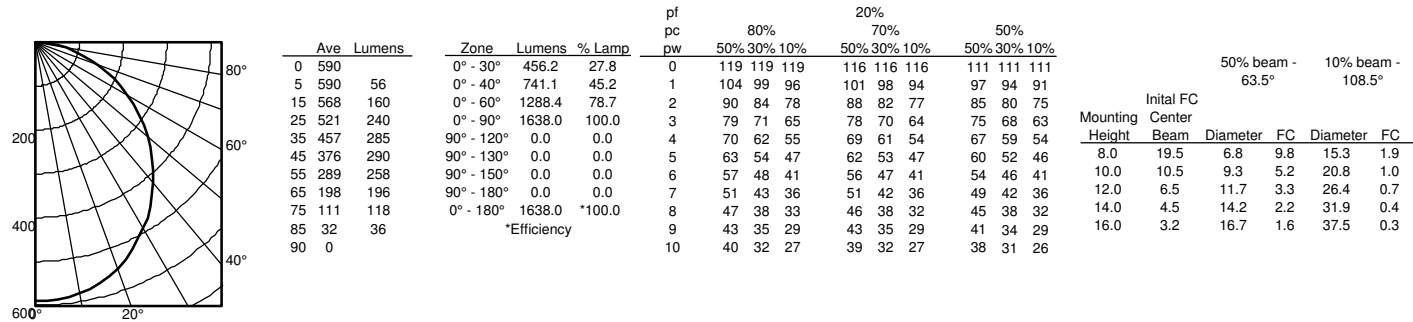 80°
60°
40°
200
400
600
0°
20°
Ave Lumens
0 590
5 590 56
15 568 160
25 521 240
35 457 285
45 376 290
55 289 258
65 198 196
75 111 118
85 32 36
90 0
Zone Lumens % Lamp
0° - 30° 456.2 27.8
0° - 40° 741.1 45.2
0° - 60° 1288.4 78.7
0° - 90° 1638.0 100.0
90° - 120° 0.0 0.0
90° - 130° 0.0 0.0
90° - 150° 0.0 0.0
90° - 180° 0.0 0.0
0° - 180° 1638.0 *100.0
*Efficiency
pf 20%
pc 80% 70% 50%
pw 50% 30% 10% 50% 30% 10% 50% 30% 10%
0 119 119 119 116 116 116 111 111 111
1 104 99 96 101 98 94 97 94 91
2 90 84 78 88 82 77 85 80 75
3 79 71 65 78 70 64 75 68 63
4 70 62 55 69 61 54 67 59 54
5 63 54 47 62 53 47 60 52 46
6 57 48 41 56 47 41 54 46 41
7 51 43 36 51 42 36 49 42 36
8 47 38 33 46 38 32 45 38 32
9 43 35 29 43 35 29 41 34 29
10 40 32 27 39 32 27 38 31 26
50% beam - 10% beam -
63.5° 108.5°
Inital FC
Mounting Center
Height Beam Diameter FC Diameter FC
8.0 19.5 6.8 9.8 15.3 1.9
10.0 10.5 9.3 5.2 20.8 1.0
12.0 6.5 11.7 3.3 26.4 0.7
14.0 4.5 14.2 2.2 31.9 0.4
16.0 3.2 16.7 1.6 37.5 0.3